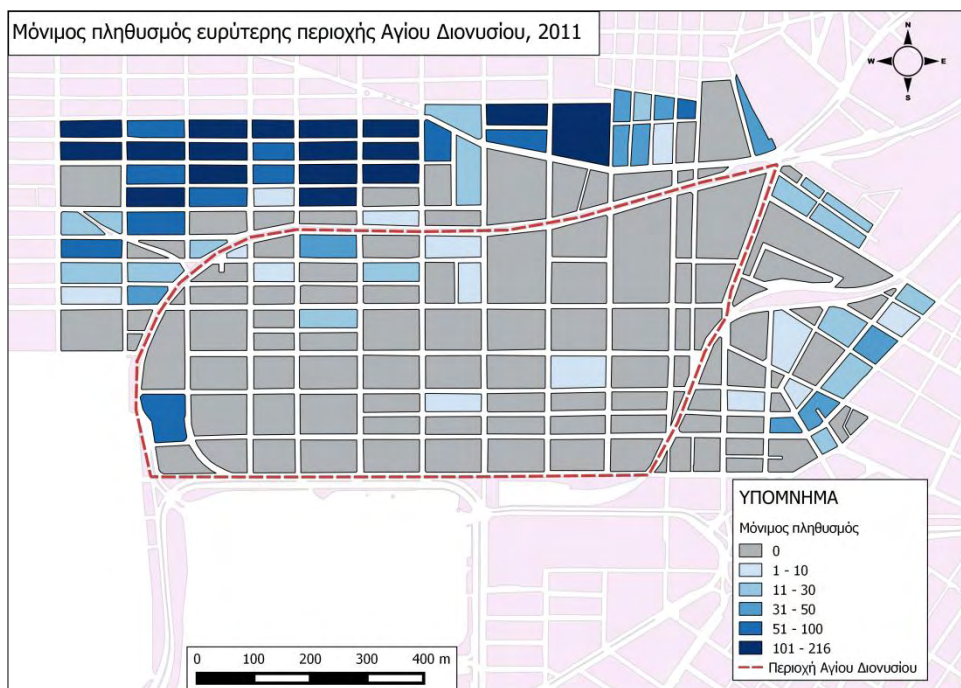 Μόνιμος πληθυσμός ευρύτερης περιοχής Αγίου Διονυσίου, 2011
N
W E
S
ΥΠΟΜΝΗΜΑ
Μόνιμος πληθυσμός
0
1 - 10
11 - 30
31 - 50
51 - 100
101 - 216
Περιοχή Αγίου Διονυσίου
0 100 200 300 400 m